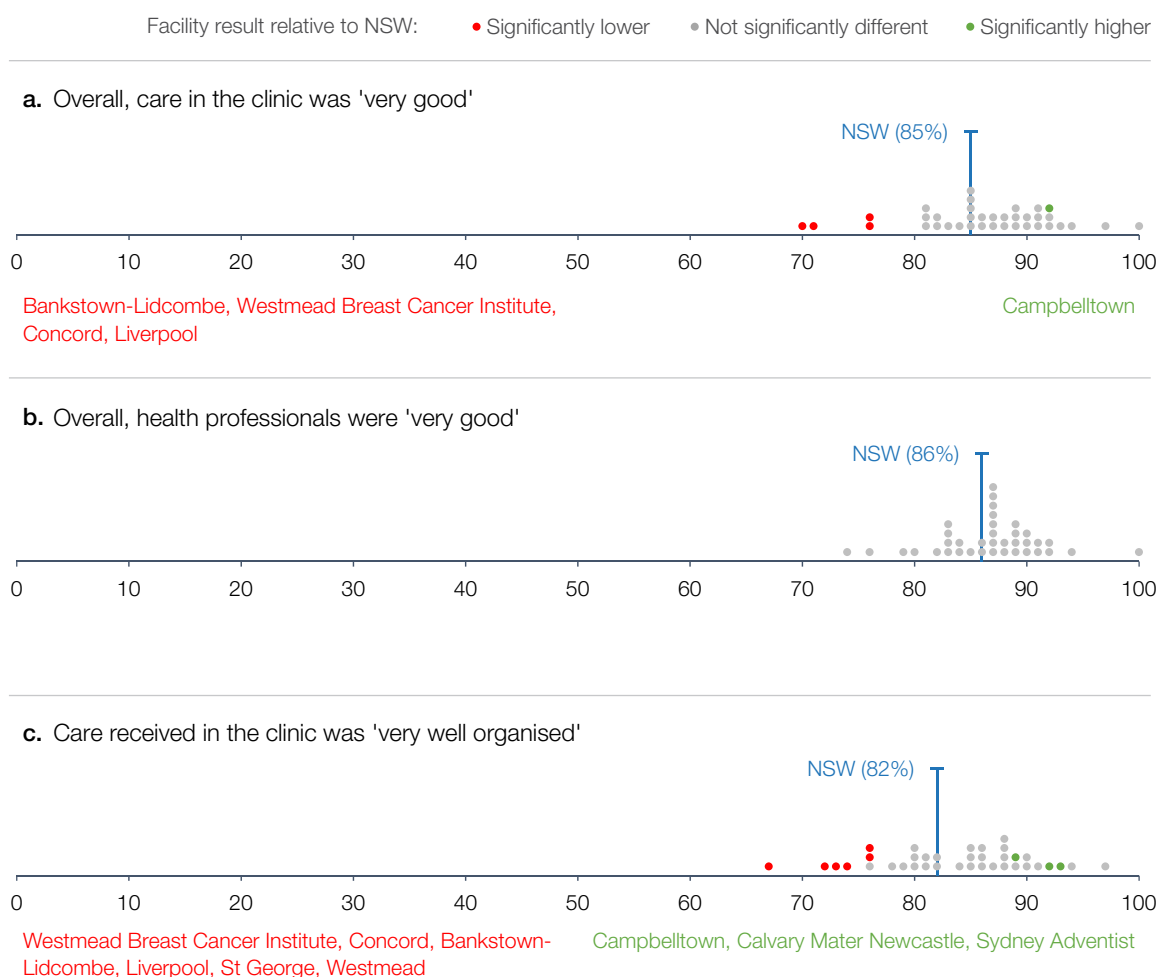 Facility result relative to NSW: Significantly lower Not significantly different Significantly higher
a. Overall, care in the clinic was 'very good'
NSW (85%)
0 10 20 30 40 50 60 70 80 90 100
Bankstown-Lidcombe, Westmead Breast Cancer Institute,
Concord, Liverpool
Campbelltown
b. Overall, health professionals were 'very good'
NSW (86%)
0 10 20 30 40 50 60 70 80 90 100
c. Care received in the clinic was 'very well organised'
NSW (82%)
0 10 20 30 40 50 60 70 80 90 100
Westmead Breast Cancer Institute, Concord, Bankstown-
Lidcombe, Liverpool, St George, Westmead
Campbelltown, Calvary Mater Newcastle, Sydney Adventist